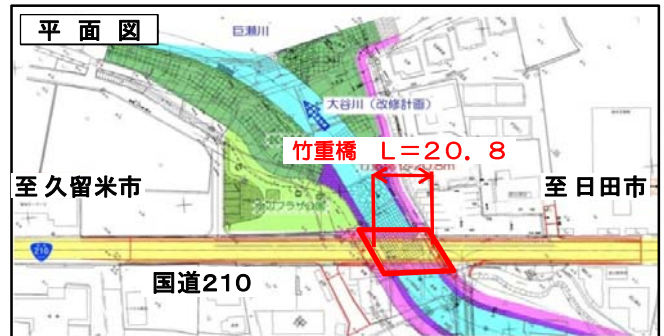 平面図
巨瀬川
大谷川（改修計画）
竹重橋　L＝20．8
至 久留米市
至 日田市
210
国道210